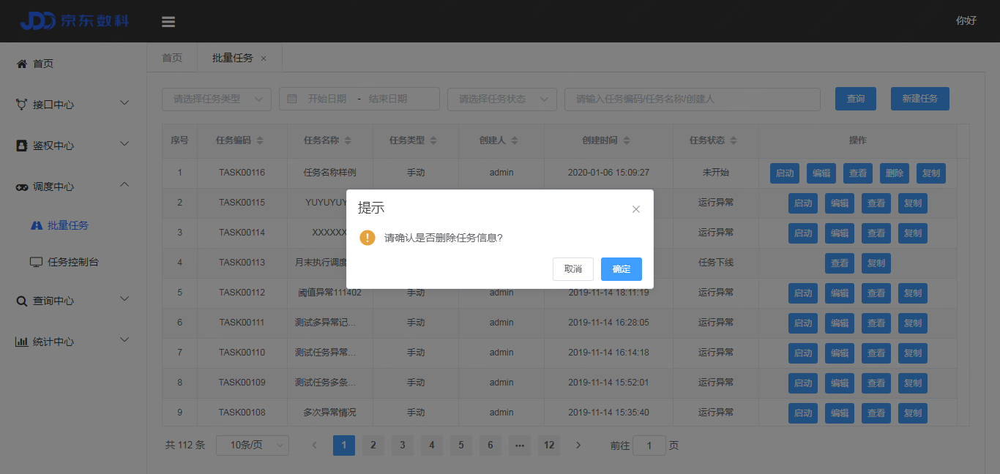 JDD 京东数科
你好
首页
接口中心
鉴权中心
调度中心
批量任务
任务控制台
查询中心
统计中心
首页 批量任务 ×
请选择任务类型 开始日期 - 结束日期 请选择任务状态 请输入任务编码/任务名称/创建人 查询 新建任务
序号 任务编码 任务名称 任务类型 创建人 创建时间 任务状态 操作
1 TASK00116 任务名称样例 手动 admin 2020-01-06 15:09:27 未开始 启动 编辑 查看 删除 复制
2 TASK00115 YUYUYUY 运行异常 启动 编辑 查看 复制
3 TASK00114 XXXXXX 运行异常 启动 编辑 查看 复制
4 TASK00113 月末执行调度 任务下线 查看 复制
5 TASK00112 阈值异常111402 手动 admin 2019-11-14 18:11:19 运行异常 启动 编辑 查看 复制
6 TASK00111 测试多异常记... 手动 admin 2019-11-14 16:28:05 运行异常 启动 编辑 查看 复制
7 TASK00110 测试任务异常... 手动 admin 2019-11-14 16:14:18 运行异常 启动 编辑 查看 复制
8 TASK00109 测试任务多条... 手动 admin 2019-11-14 15:52:01 运行异常 启动 编辑 查看 复制
9 TASK00108 多次异常情况 手动 admin 2019-11-14 15:35:40 运行异常 启动 编辑 查看 复制
提示
请确认是否删除任务信息?
取消 确定
共 112 条 10条/页 1 2 3 4 5 6 ... 12 前往 1 页